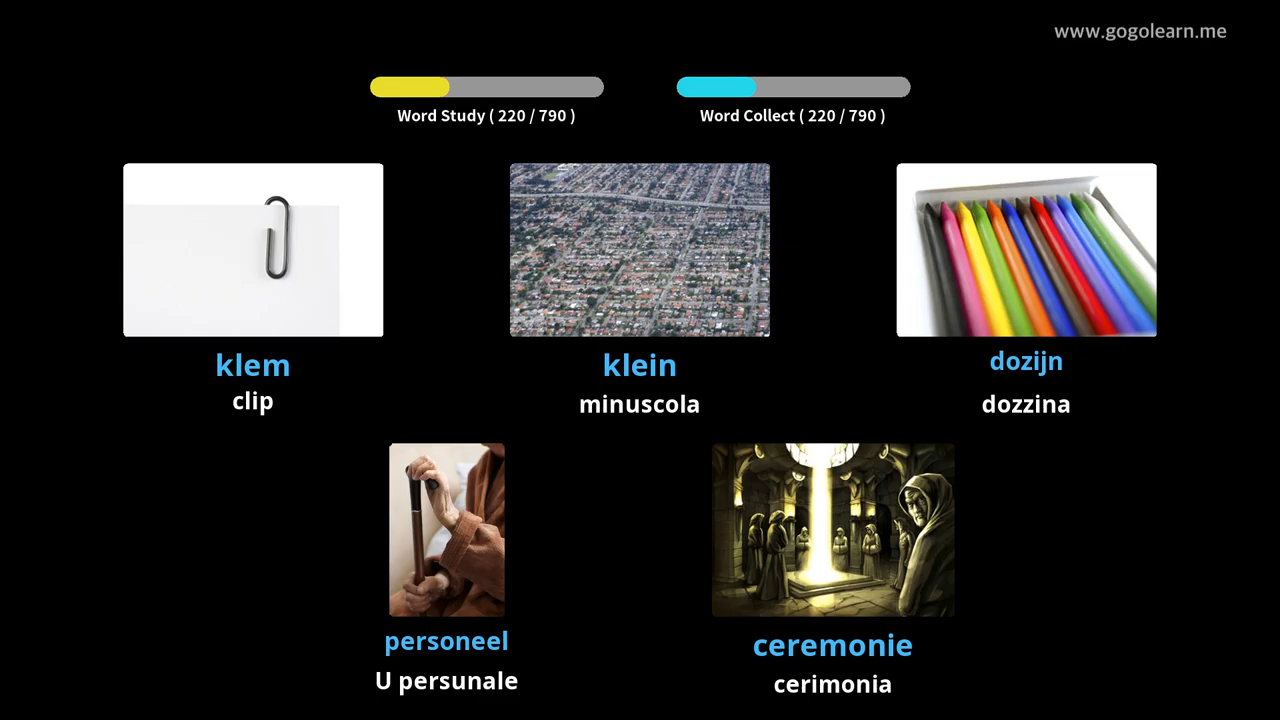 www.gogolearn.me
Word Study ( 220 / 790 )
Word Collect ( 220 / 790 )
klem
clip
klein
minuscola
dozijn
dozzina
personeel
U persunale
ceremonie
cerimonia